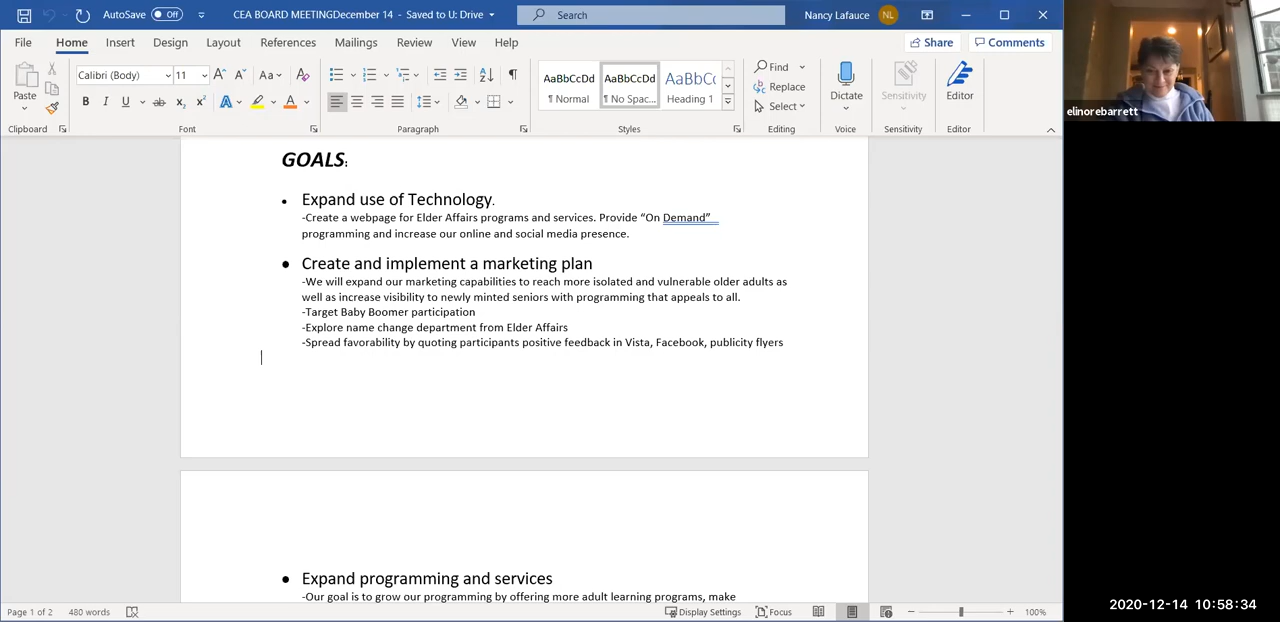 AutoSave Off CEA BOARD MEETINGDecember 14 - Saved to U: Drive Search Nancy Lafauce NL
File Home Insert Design Layout References Mailings Review View Help Share Comments
Calibri (Body) 11 Aa AaBbCcDd AaBbCcDd AaBbCc Find
Paste Replace Dictate Sensitivity Editor
B I U ab x₂ x² A A ¶ Normal ¶ No Spac... Heading 1 Select
Clipboard Font Paragraph Styles Editing Voice Sensitivity Editor
elinorebarrett
GOALS:
• Expand use of Technology.
-Create a webpage for Elder Affairs programs and services. Provide “On Demand”
programming and increase our online and social media presence.
● Create and implement a marketing plan
-We will expand our marketing capabilities to reach more isolated and vulnerable older adults as
well as increase visibility to newly minted seniors with programming that appeals to all.
-Target Baby Boomer participation
-Explore name change department from Elder Affairs
-Spread favorability by quoting participants positive feedback in Vista, Facebook, publicity flyers
● Expand programming and services
-Our goal is to grow our programming by offering more adult learning programs, make
Page 1 of 2 480 words Display Settings Focus 100%
2020-12-14 10:58:34